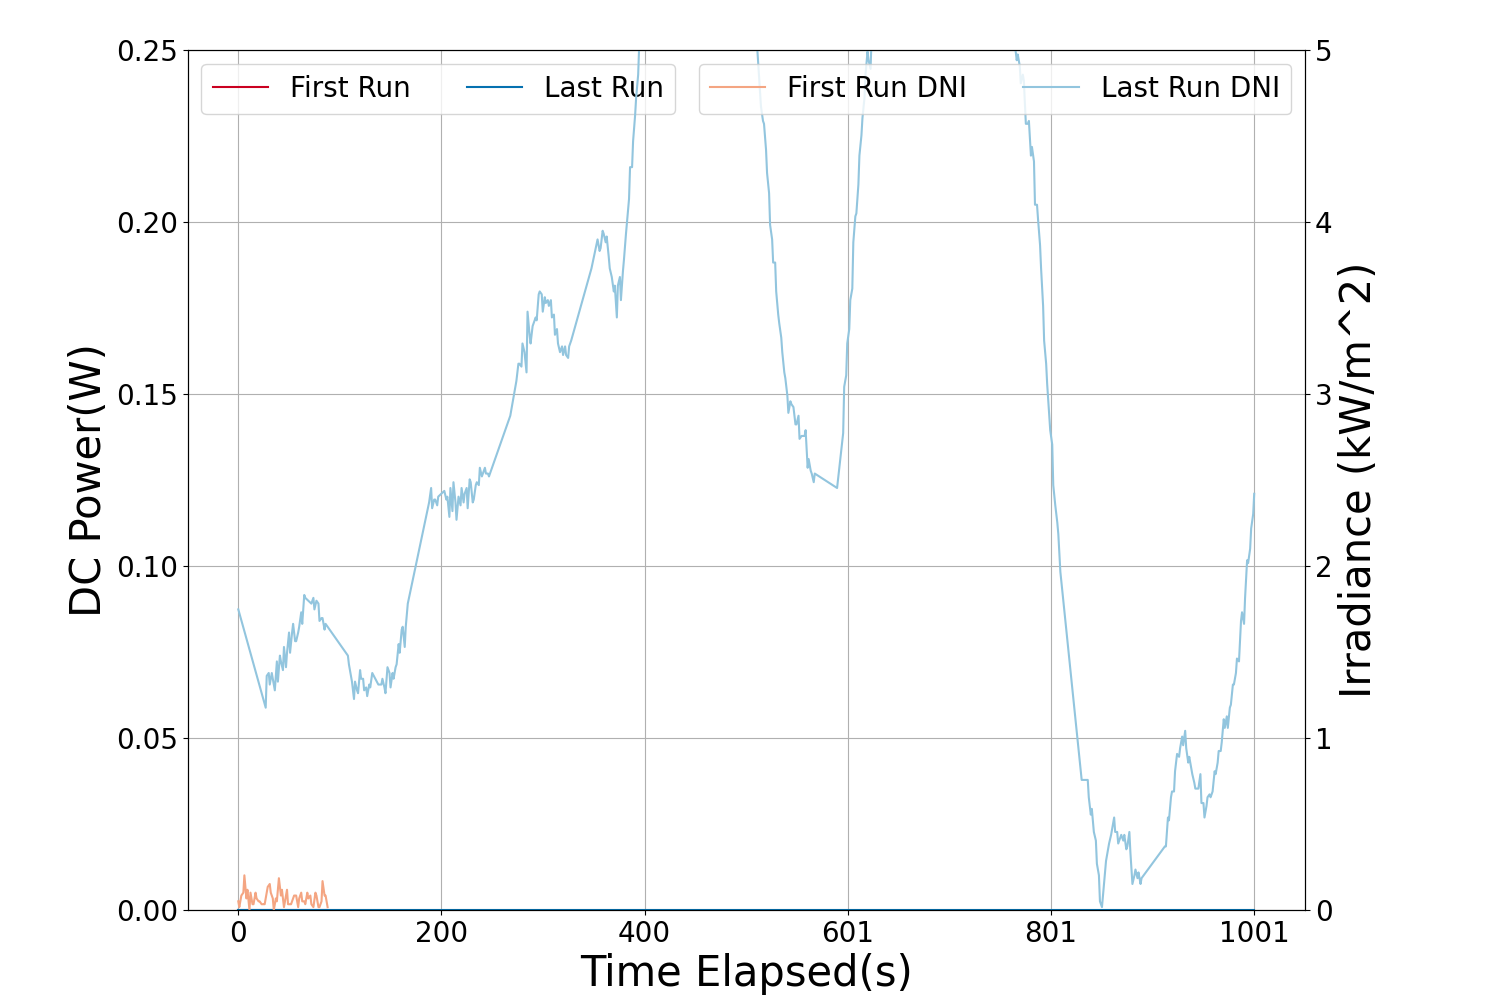 First Run Last Run First Run DNI Last Run DNI
DC Power(W)
0.25
0.20
0.15
0.10
0.05
0.00
5
4
3
2
1
0
Irradiance (kW/m^2)
0 200 400 601 801 1001
Time Elapsed(s)